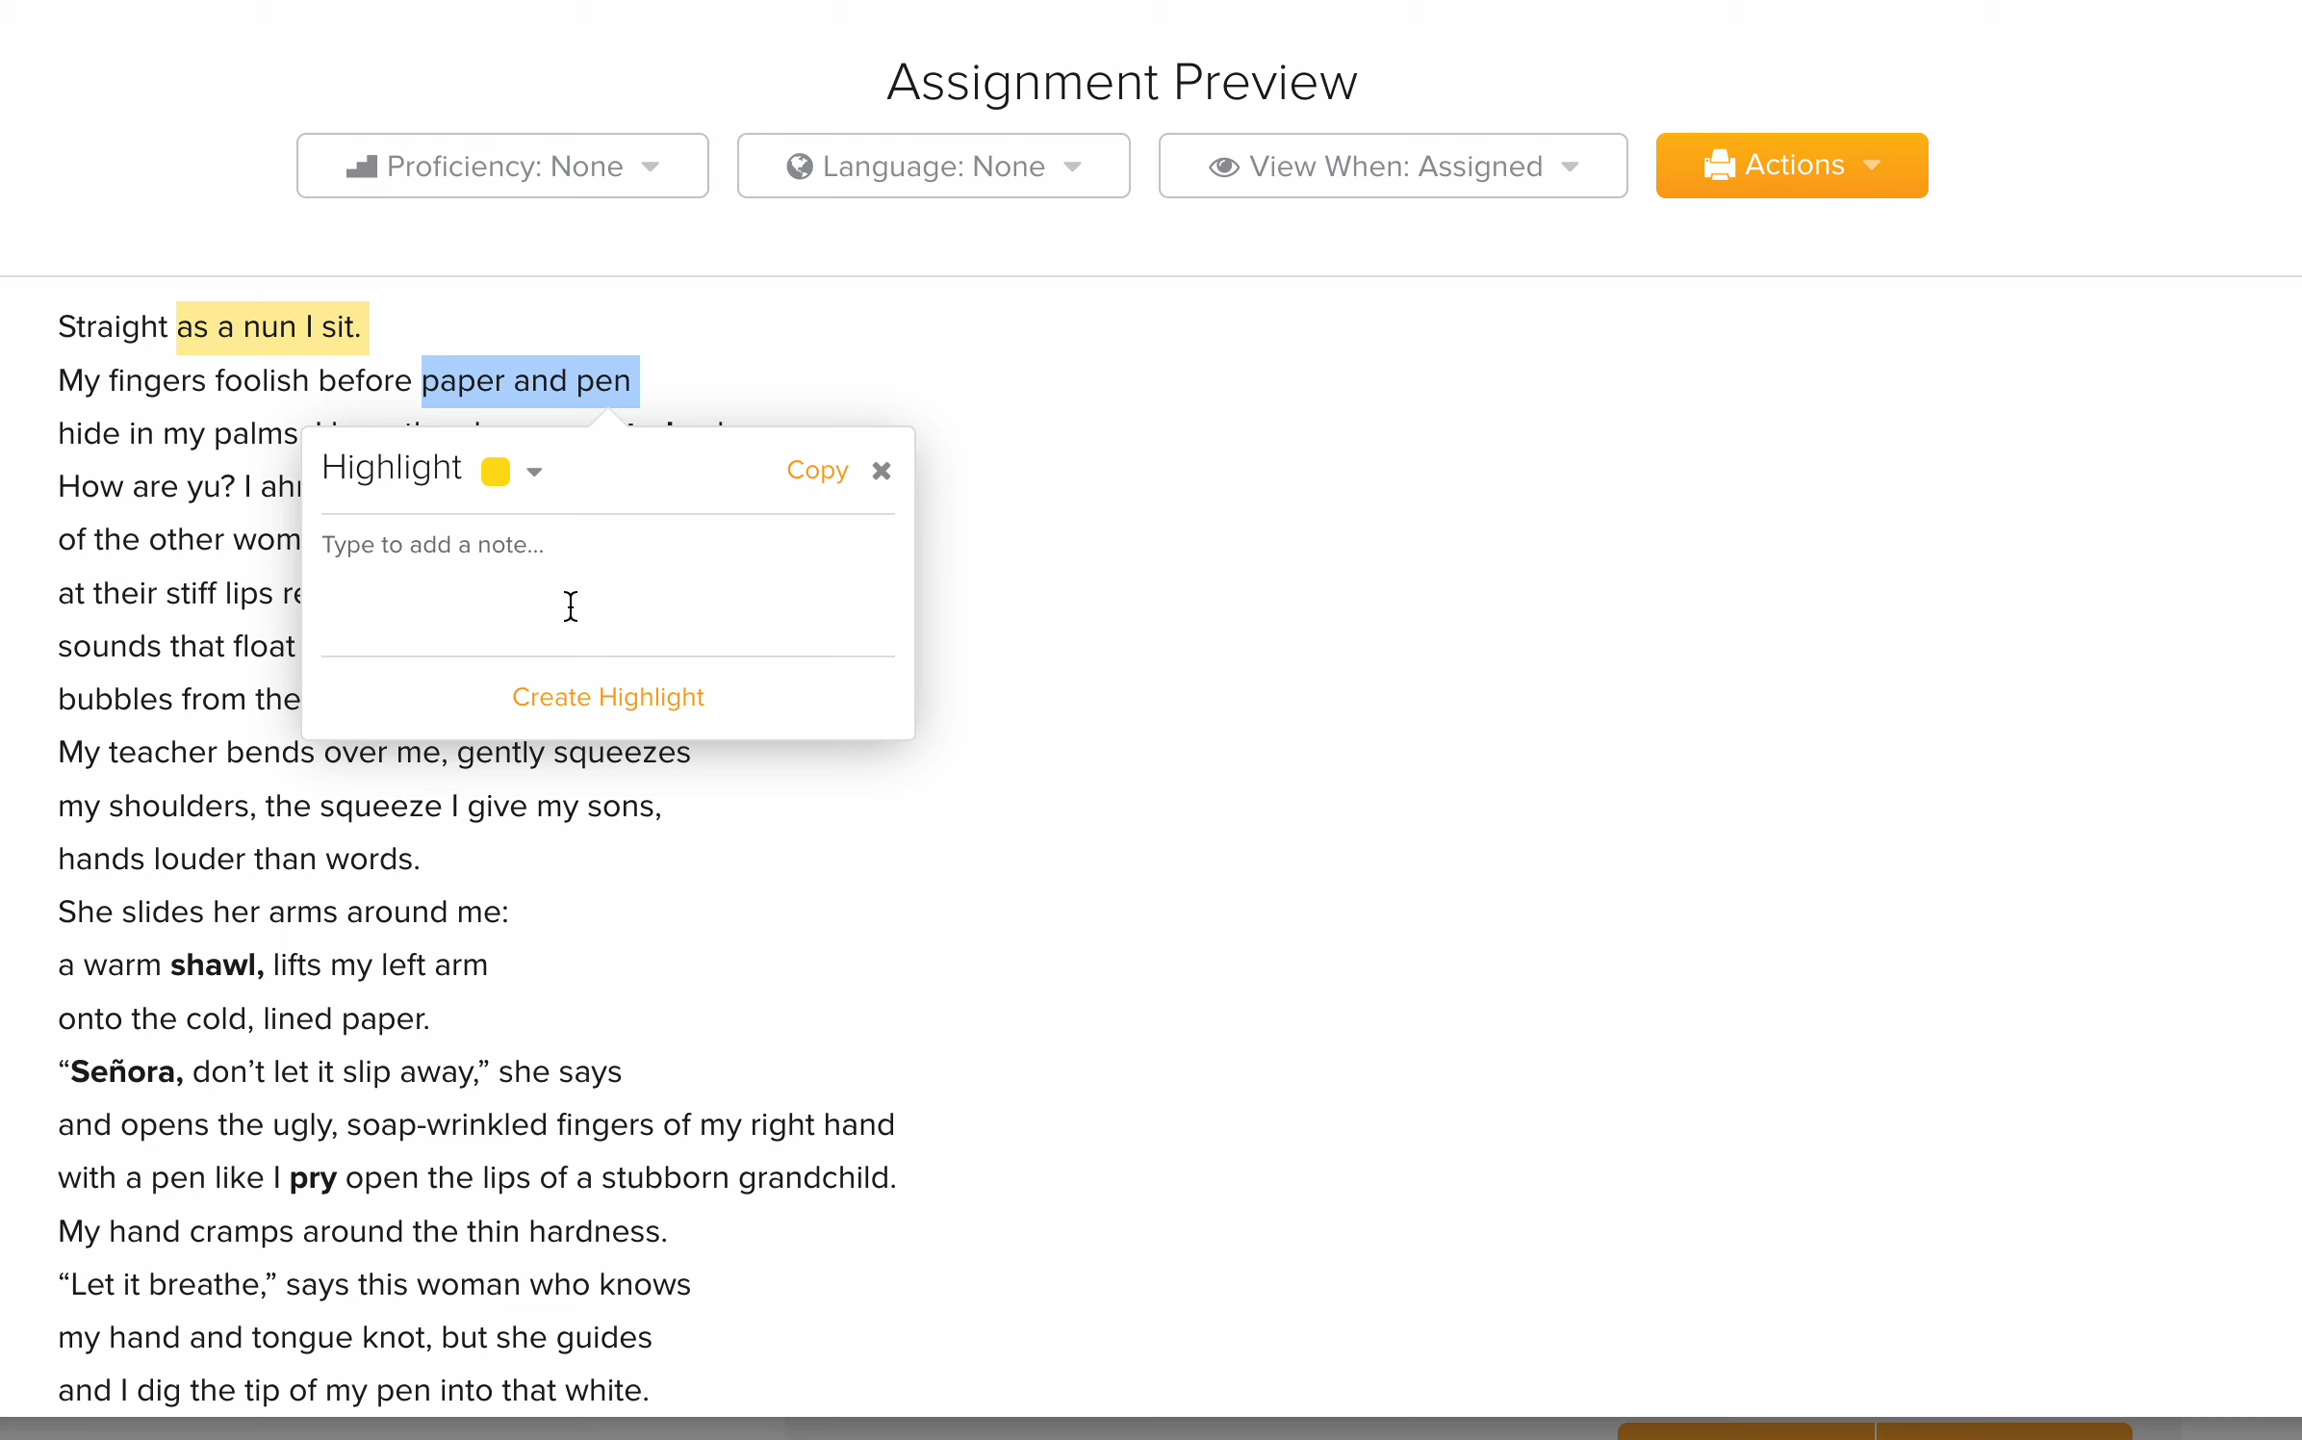 Assignment Preview
Proficiency: None
Language: None
View When: Assigned
Actions
Straight as a nun I sit.
My fingers foolish before paper and pen
hide in my palms
Highlight
Copy
Type to add a note...
Create Highlight
How are yu? I
of the other
at their stiff lips
sounds that float
bubbles from the
My teacher bends over me, gently squeezes
my shoulders, the squeeze I give my sons,
hands louder than words.
She slides her arms around me:
a warm shawl, lifts my left arm
onto the cold, lined paper.
“Señora, don’t let it slip away,” she says
and opens the ugly, soap-wrinkled fingers of my right hand
with a pen like I pry open the lips of a stubborn grandchild.
My hand cramps around the thin hardness.
“Let it breathe,” says this woman who knows
my hand and tongue knot, but she guides
and I dig the tip of my pen into that white.